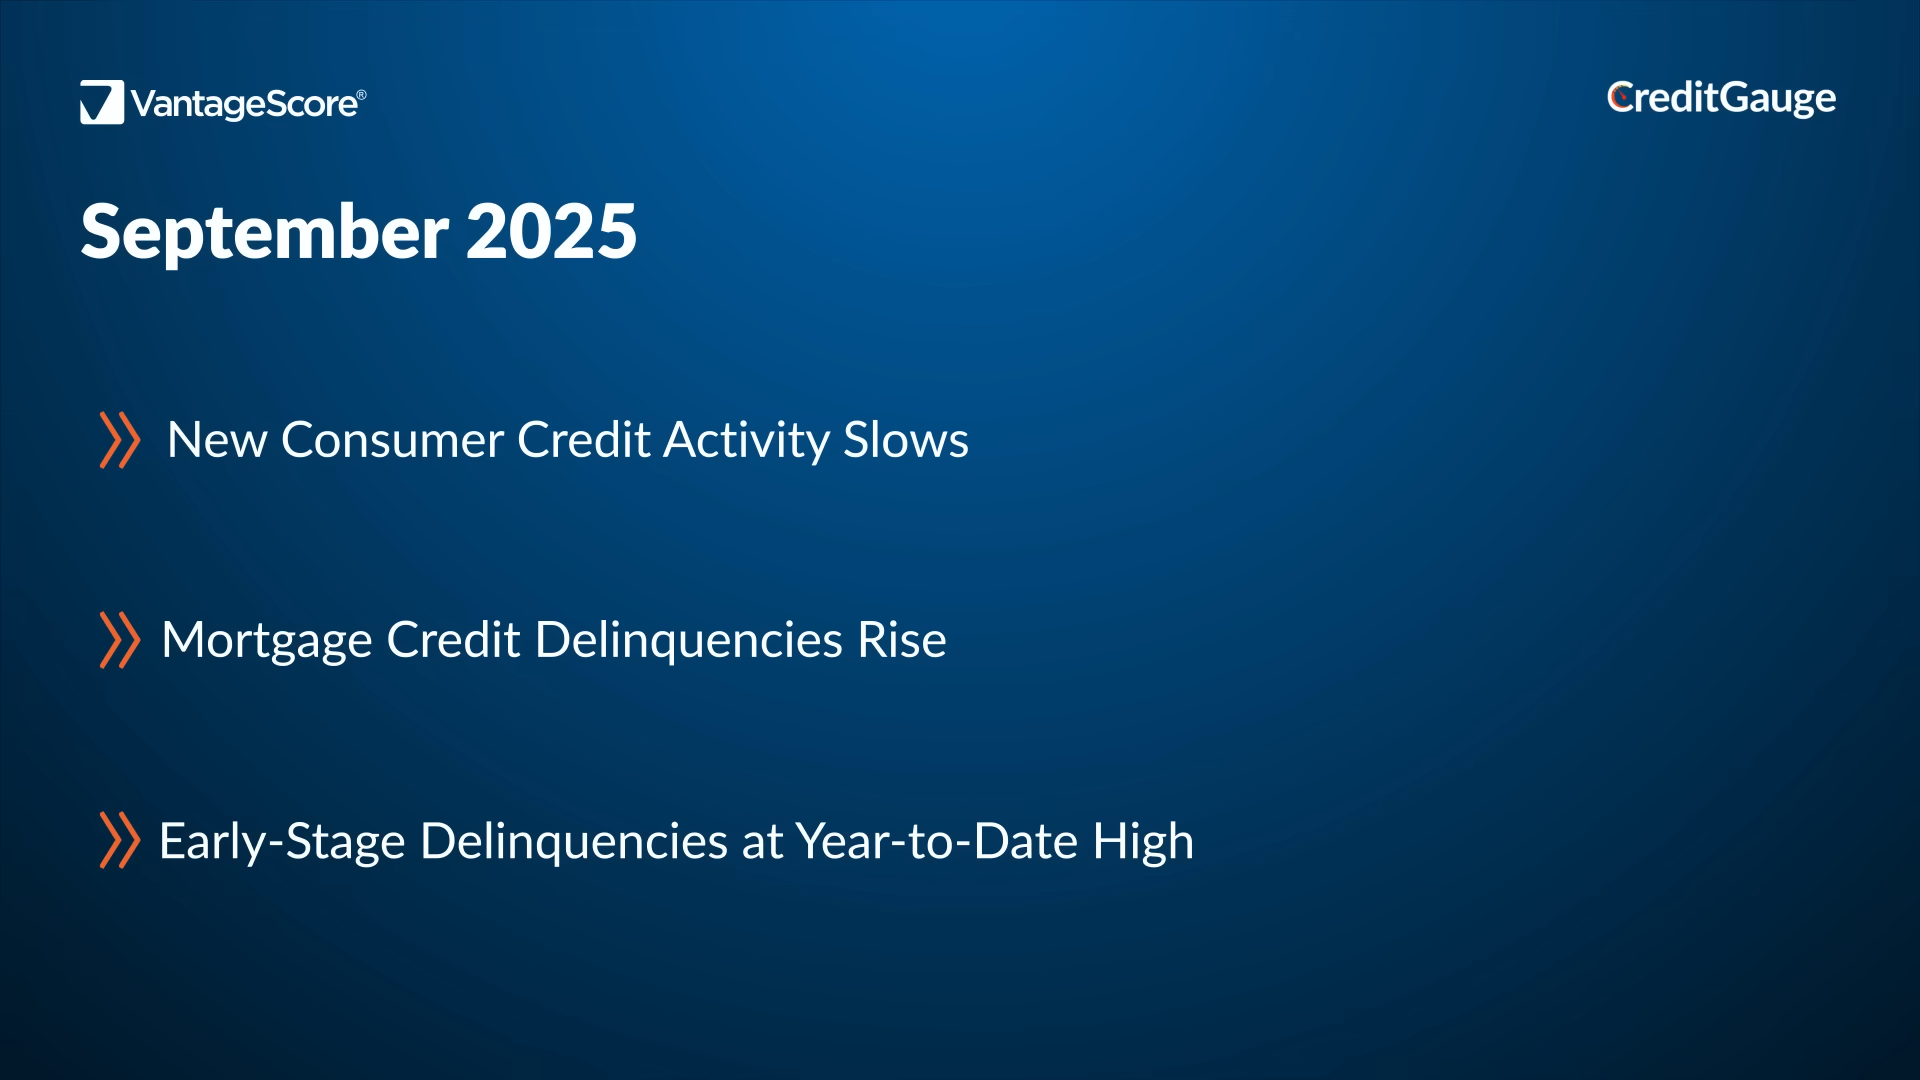 VantageScore®
CreditGauge
September 2025
New Consumer Credit Activity Slows
Mortgage Credit Delinquencies Rise
Early-Stage Delinquencies at Year-to-Date High